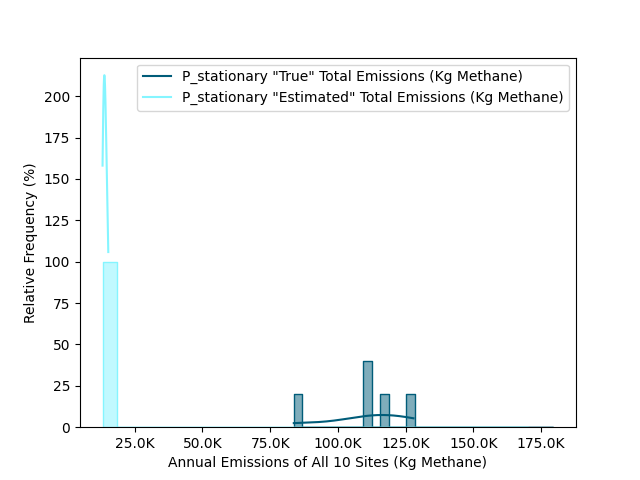 P_stationary "True" Total Emissions (Kg Methane)
P_stationary "Estimated" Total Emissions (Kg Methane)
Relative Frequency (%)
200
175
150
125
100
75
50
25
0
25.0K 50.0K 75.0K 100.0K 125.0K 150.0K 175.0K
Annual Emissions of All 10 Sites (Kg Methane)